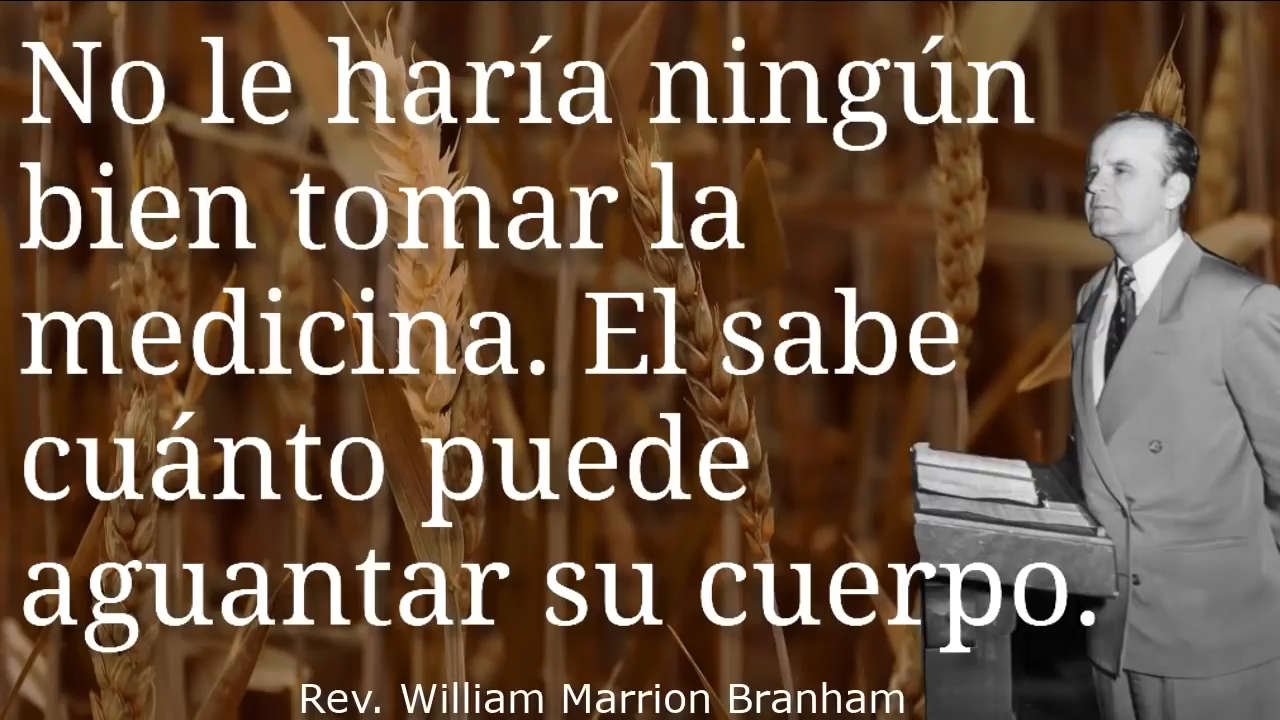 No le haría ningún
bien tomar la
medicina. El sabe
cuánto puede
aguantar su cuerpo.
Rev. William Marrion Branham